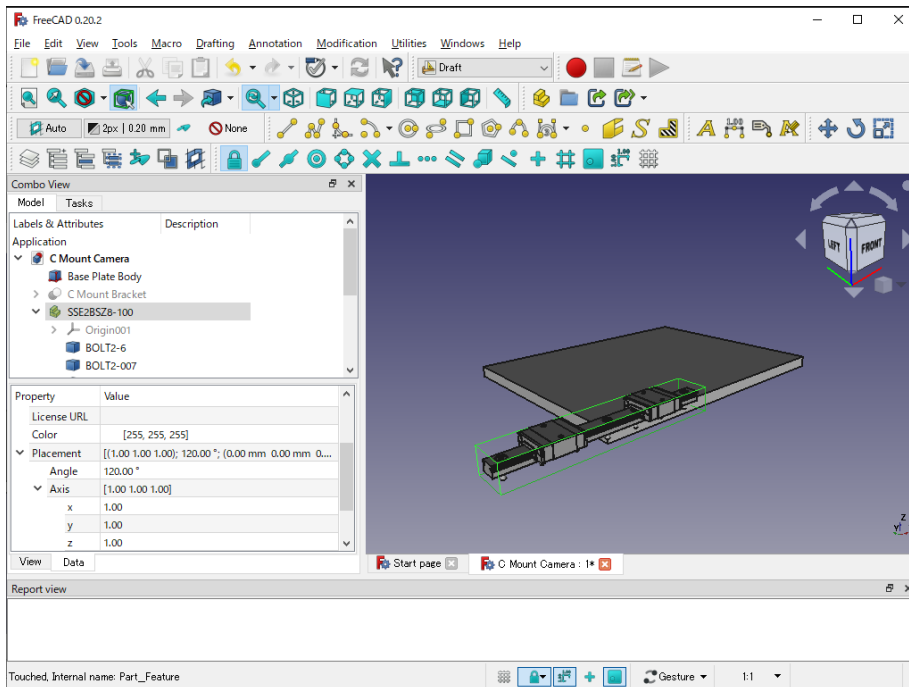 FreeCAD 0.20.2
File Edit View Tools Macro Drafting Annotation Modification Utilities Windows Help
Draft
Auto 2px | 0.20 mm None
Combo View
Model Tasks
Labels & Attributes Description
Application
C Mount Camera
Base Plate Body
C Mount Bracket
SSE2BSZ8-100
Origin001
BOLT2-6
BOLT2-007
Property Value
License URL
Color [255, 255, 255]
Placement [(1.00 1.00 1.00); 120.00 °; (0.00 mm 0.00 mm 0....
Angle 120.00 °
Axis [1.00 1.00 1.00]
x 1.00
y 1.00
z 1.00
View Data
LEFT FRONT
Z
Start page C Mount Camera : 1*
Report view
Touched, Internal name: Part_Feature
Gesture 1:1